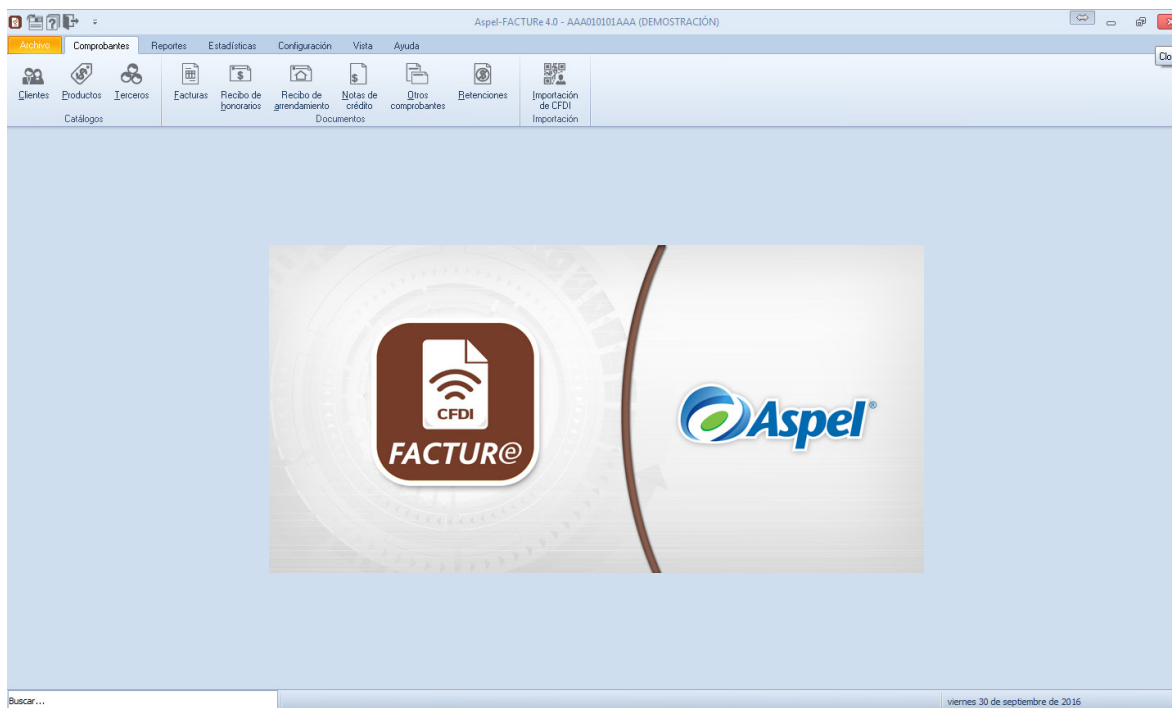 Aspel-FACTURe 4.0 - AAA010101AAA (DEMOSTRACIÓN)
Archivo Comprobantes Reportes Estadísticas Configuración Vista Ayuda
Clo
Clientes Productos Terceros Facturas Recibo de honorarios Recibo de arrendamiento Notas de crédito Otros comprobantes Retenciones Importación de CFDI
Catálogos Documentos Importación
CFDI
FACTURe
Aspel®
Buscar... viernes 30 de septiembre de 2016